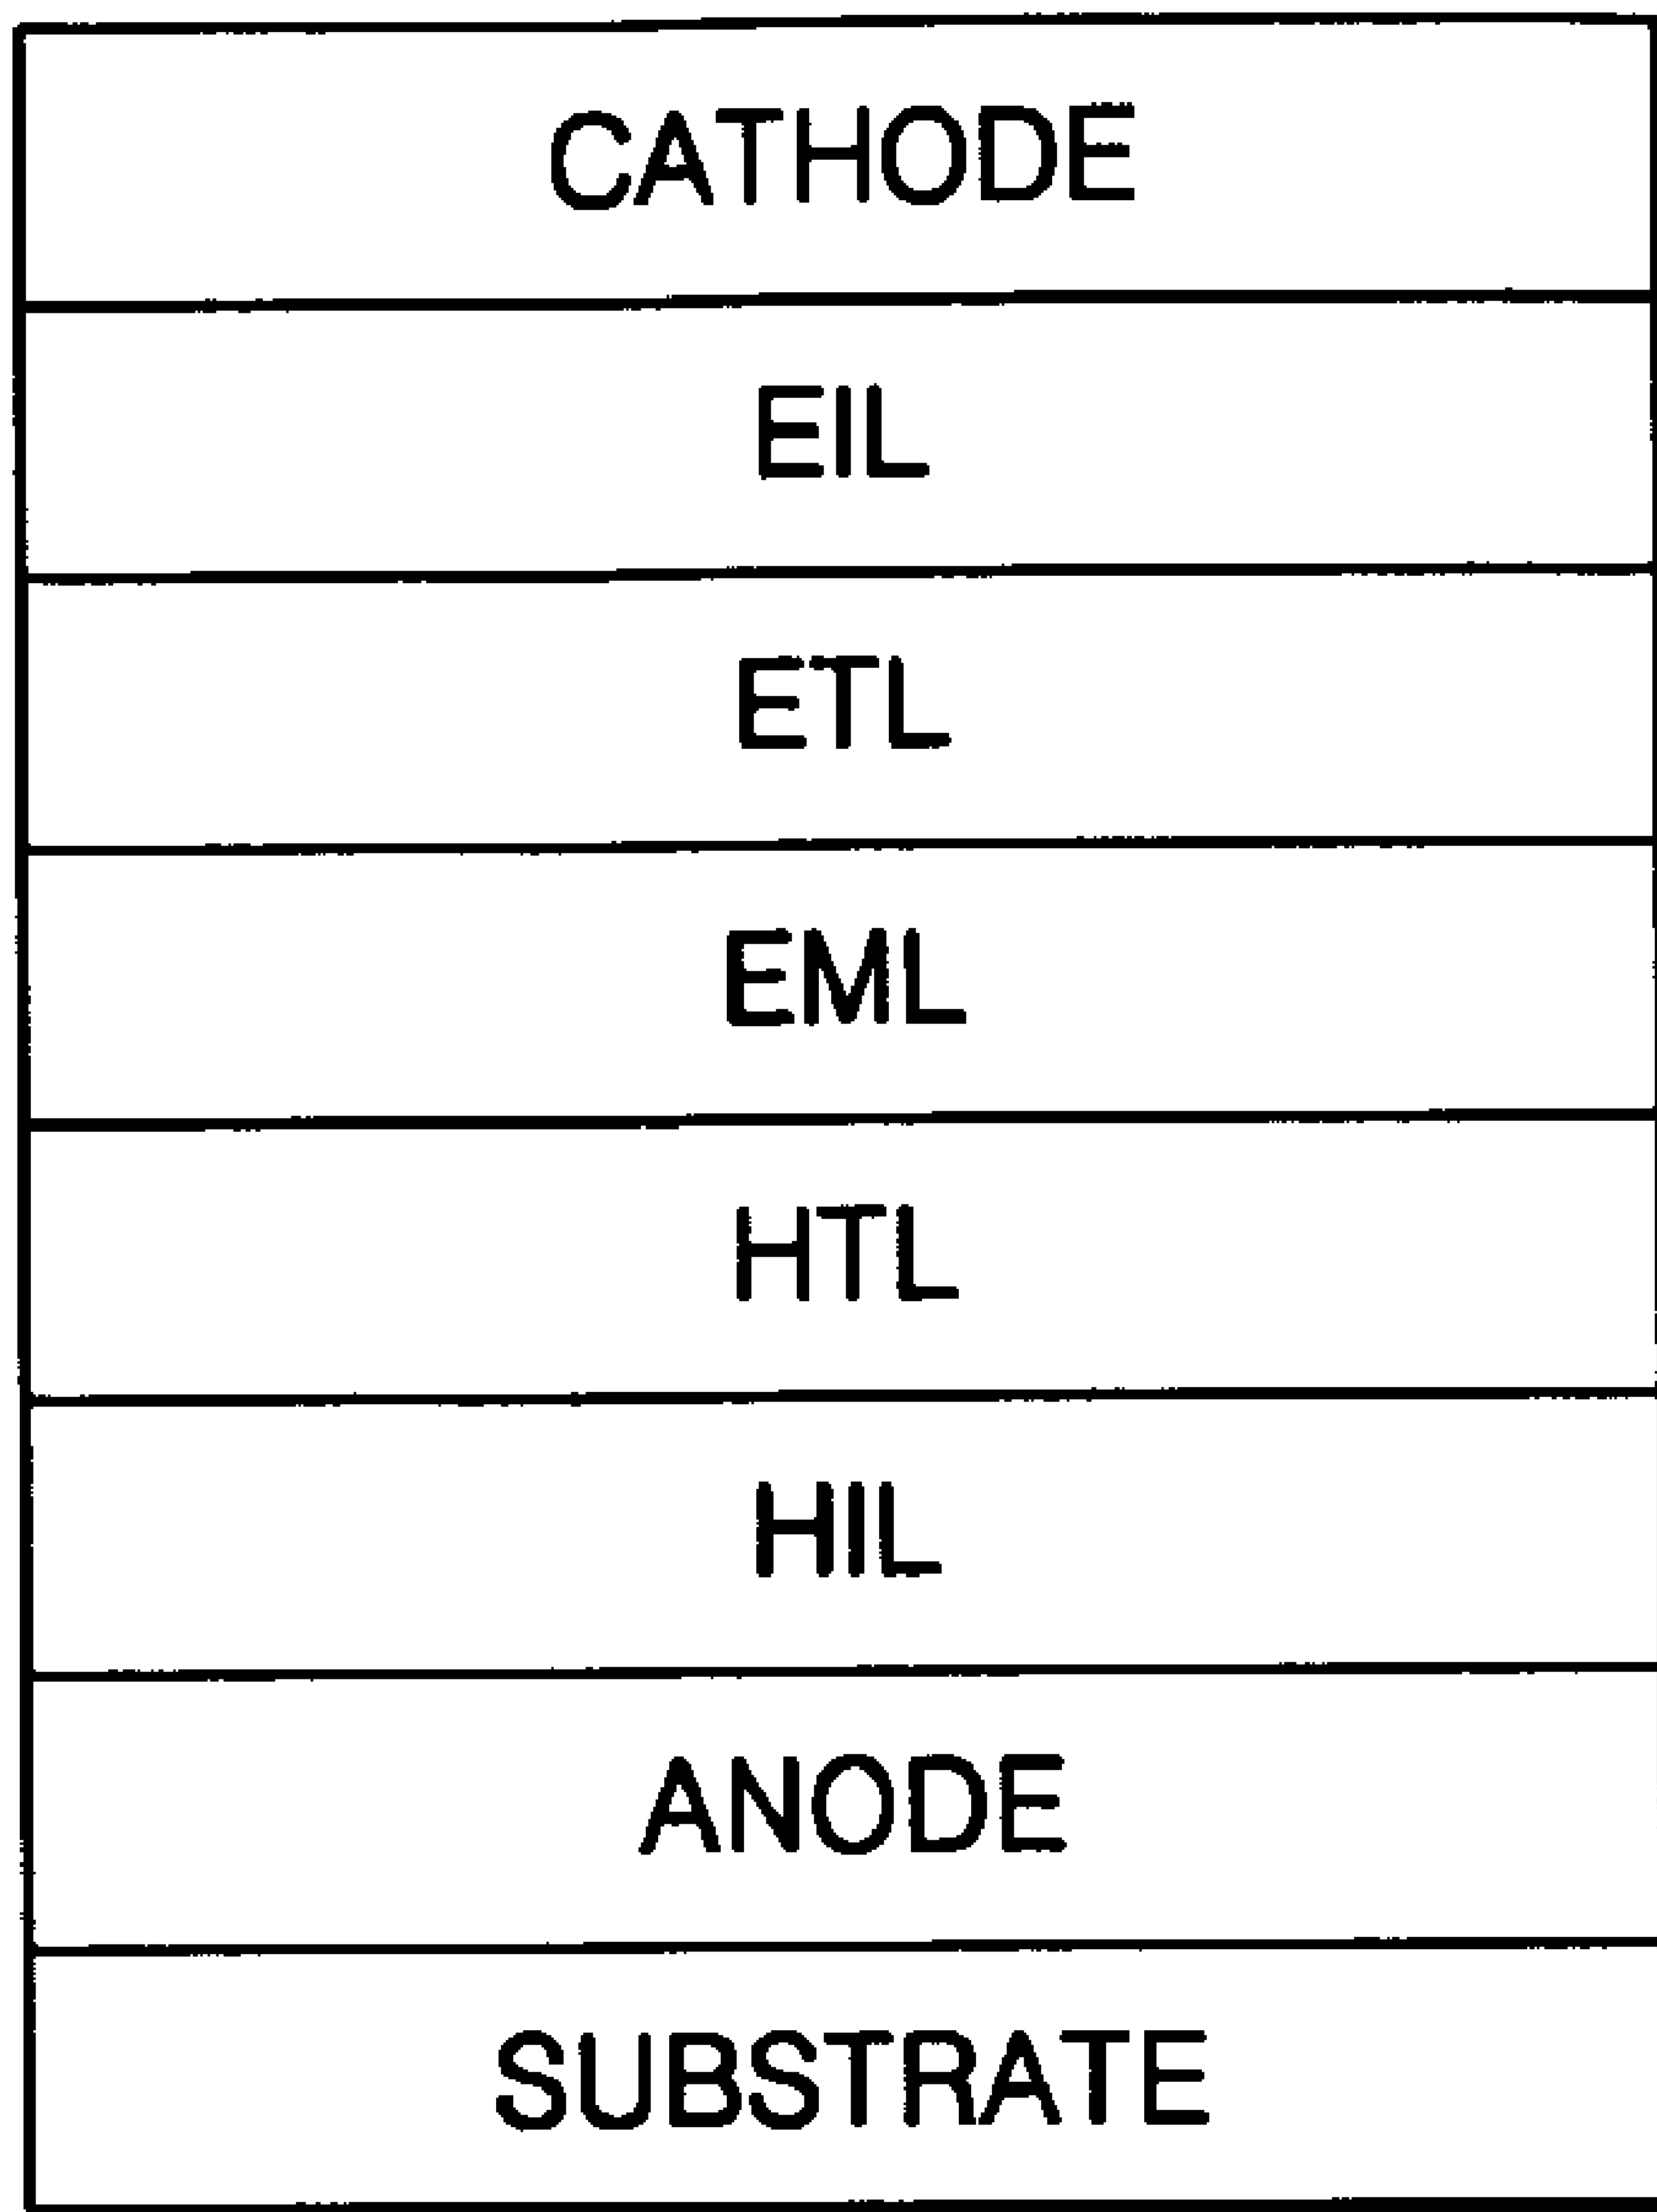 CATHODE
EIL
ETL
EML
HTL
HIL
ANODE
SUBSTRATE